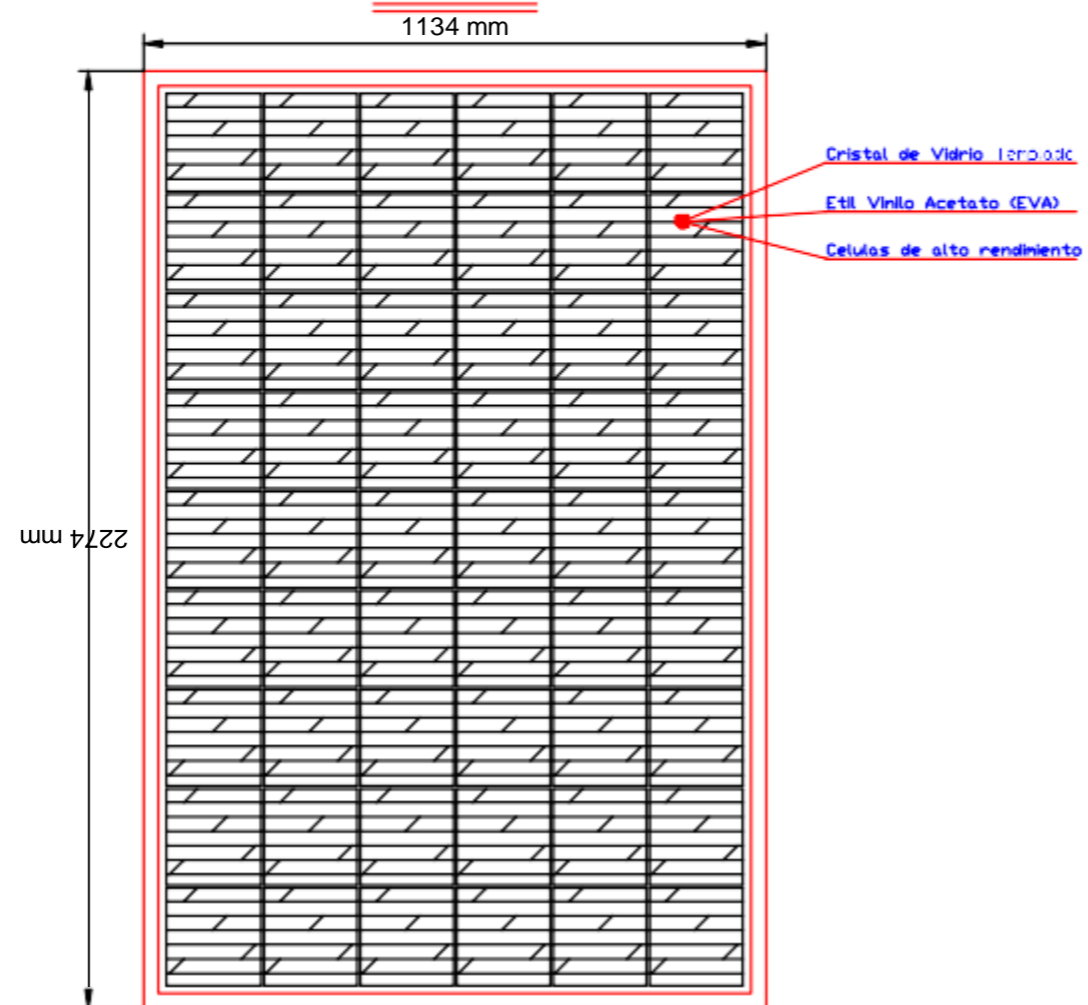 1134 mm
Cristal de Vidrio
Etil Vinilo Acetato (EVA)
Celulas de alto rendimiento
2274 mm